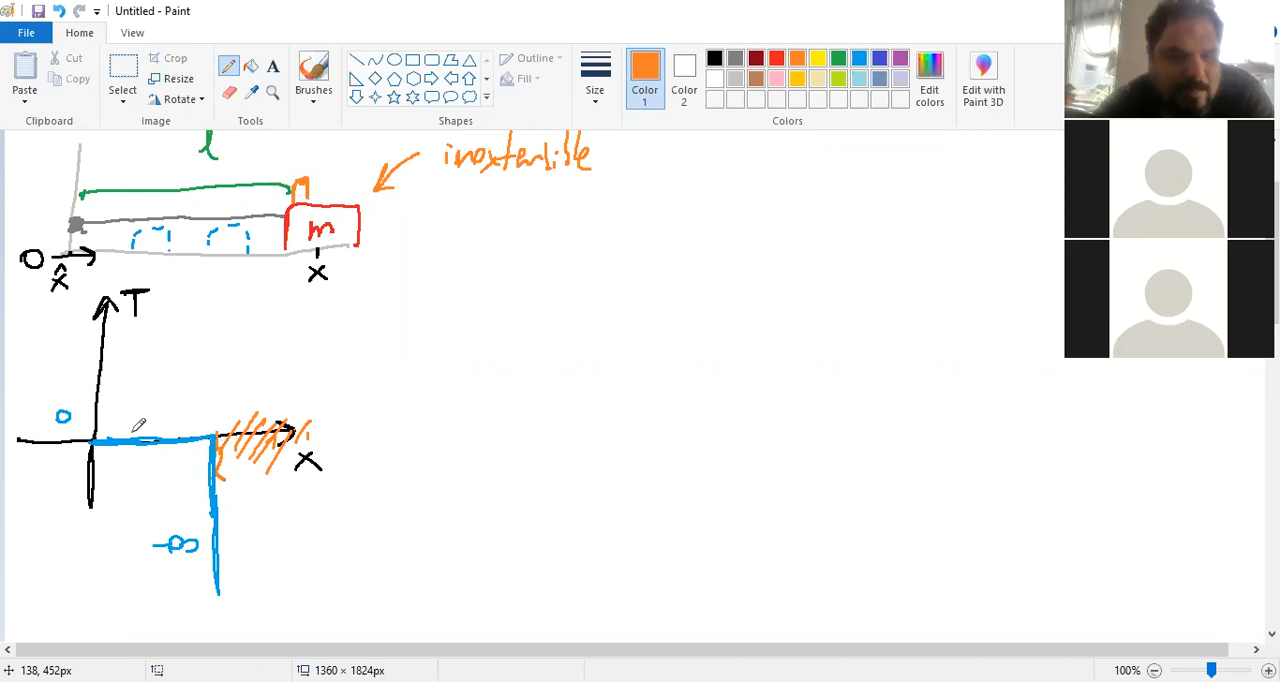 Untitled - Paint
File
Home
View
Paste
Cut
Copy
Clipboard
Select
Crop
Resize
Rotate
Image
A
Tools
Brushes
Shapes
Outline
Fill
Size
Color 1
Color 2
Edit colors
Colors
Edit with Paint 3D
l
inextensible
m
O
x̂
x
T
0
x
-∞
138, 452px
1360 × 1824px
100%